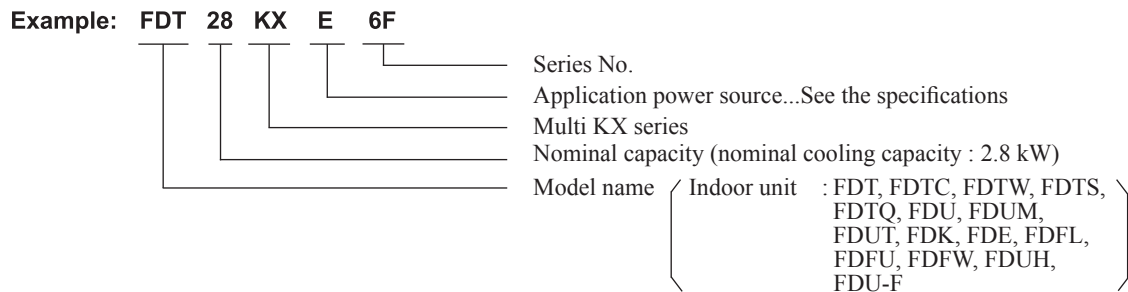 Example: FDT 28 KX E 6F
Series No.
Application power source...See the specifications
Multi KX series
Nominal capacity (nominal cooling capacity : 2.8 kW)
Model name Indoor unit : FDT, FDTC, FDTW, FDTS,
FDTQ, FDU, FDUM,
FDUT, FDK, FDE, FDFL,
FDFU, FDFW, FDUH,
FDU-F